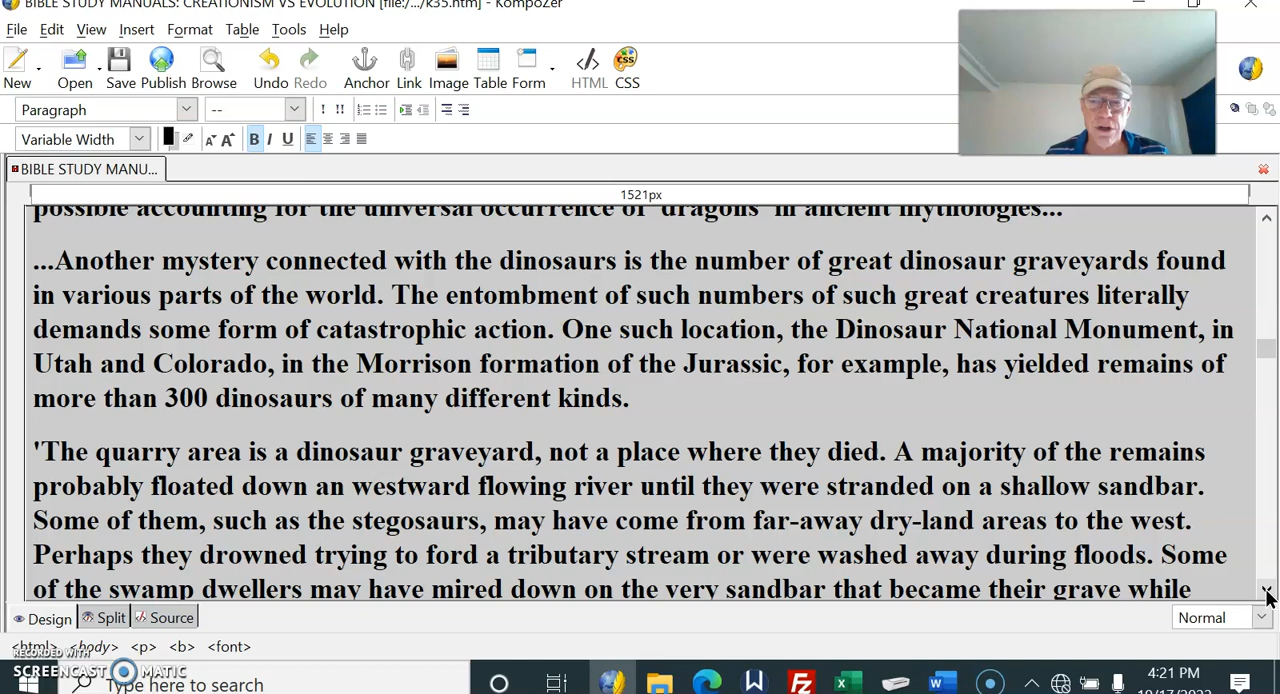 BIBLE STUDY MANUALS: CREATIONISM VS EVOLUTION [file:/.../k35.htm] - KompoZer
File Edit View Insert Format Table Tools Help
New Open Save Publish Browse Undo Redo Anchor Link Image Table Form HTML CSS
Paragraph -- ! !!
Variable Width B I U
BIBLE STUDY MANU...
1521px
possible accounting for the universal occurrence of 'dragons' in ancient mythologies...
...Another mystery connected with the dinosaurs is the number of great dinosaur graveyards found
in various parts of the world. The entombment of such numbers of such great creatures literally
demands some form of catastrophic action. One such location, the Dinosaur National Monument, in
Utah and Colorado, in the Morrison formation of the Jurassic, for example, has yielded remains of
more than 300 dinosaurs of many different kinds.
'The quarry area is a dinosaur graveyard, not a place where they died. A majority of the remains
probably floated down an westward flowing river until they were stranded on a shallow sandbar.
Some of them, such as the stegosaurs, may have come from far-away dry-land areas to the west.
Perhaps they drowned trying to ford a tributary stream or were washed away during floods. Some
of the swamp dwellers may have mired down on the very sandbar that became their grave while
Design Split Source Normal
<html> <body> <p> <b> <font>
RECORDED WITH
SCREENCAST MATIC
Type here to search
4:21 PM
10/17/2022